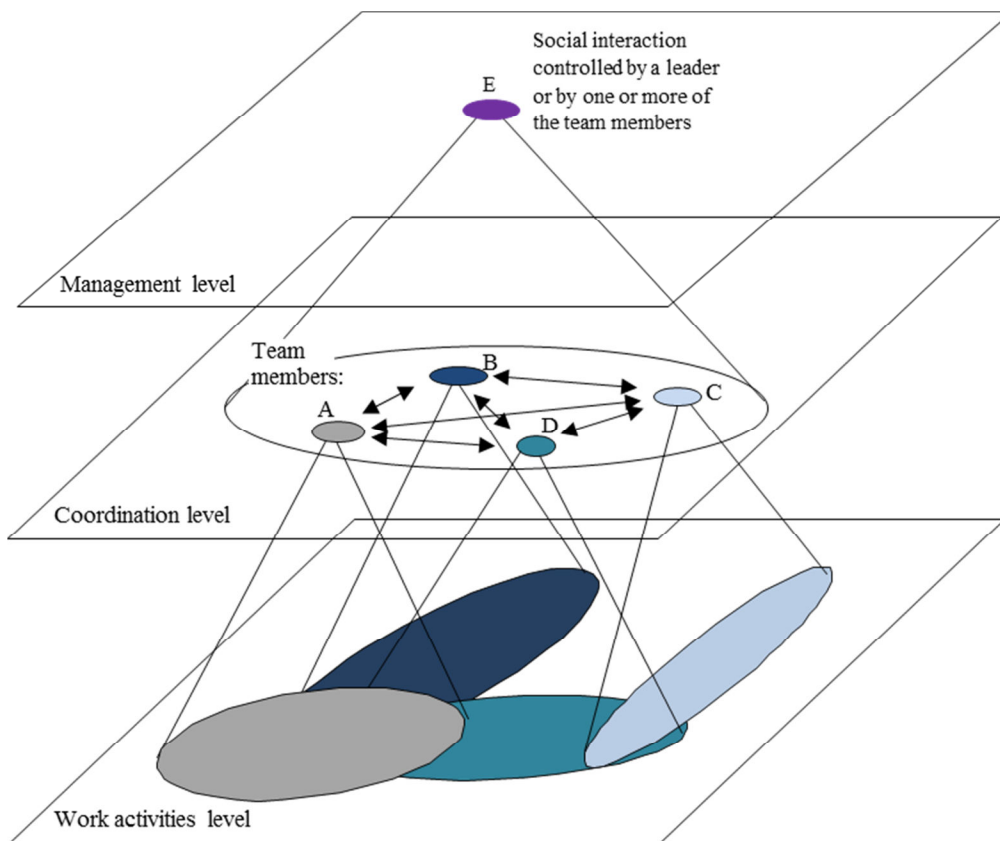 Social interaction
controlled by a leader
or by one or more of
the team members
E
Management level
Team
members:
B
A
C
D
Coordination level
Work activities level